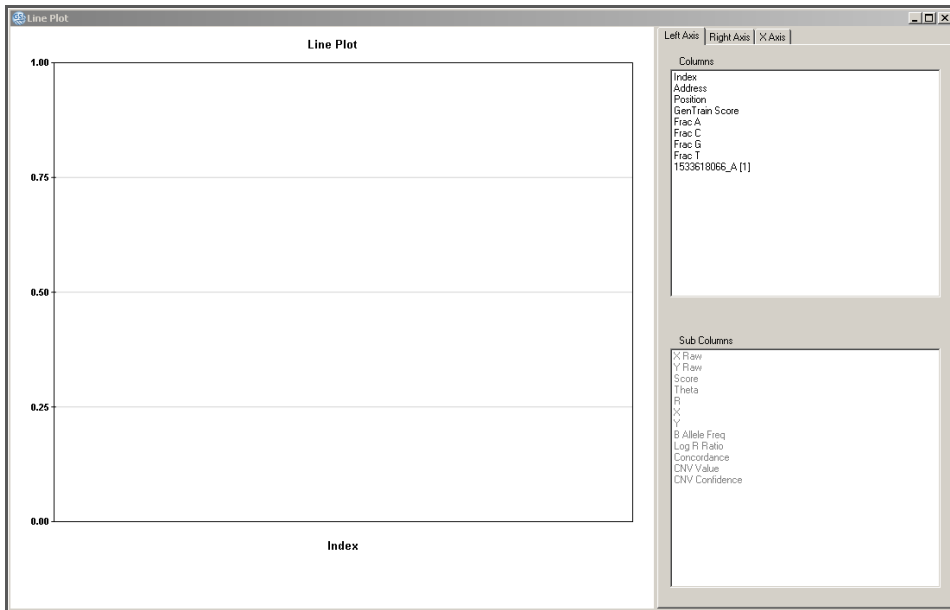 Line Plot
Line Plot
1.00
0.75
0.50
0.25
0.00
Index
Left Axis Right Axis X Axis
Columns
Index
Address
Position
GenTrain Score
Frac A
Frac C
Frac G
Frac T
1533618066_A [1]
Sub Columns
X Raw
Y Raw
Score
Theta
R
X
Y
B Allele Freq
Log R Ratio
Concordance
CNV Value
CNV Confidence